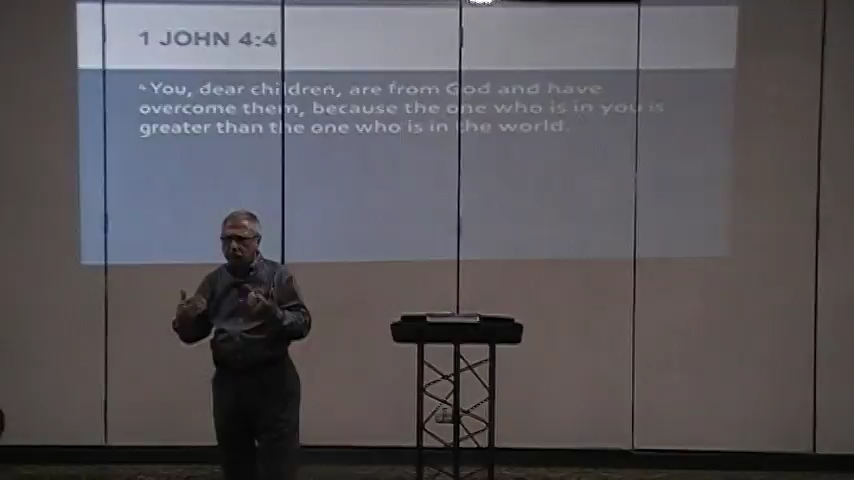 1 JOHN 4:4
4 You, dear children, are from God and have
overcome them, because the one who is in you is
greater than the one who is in the world.